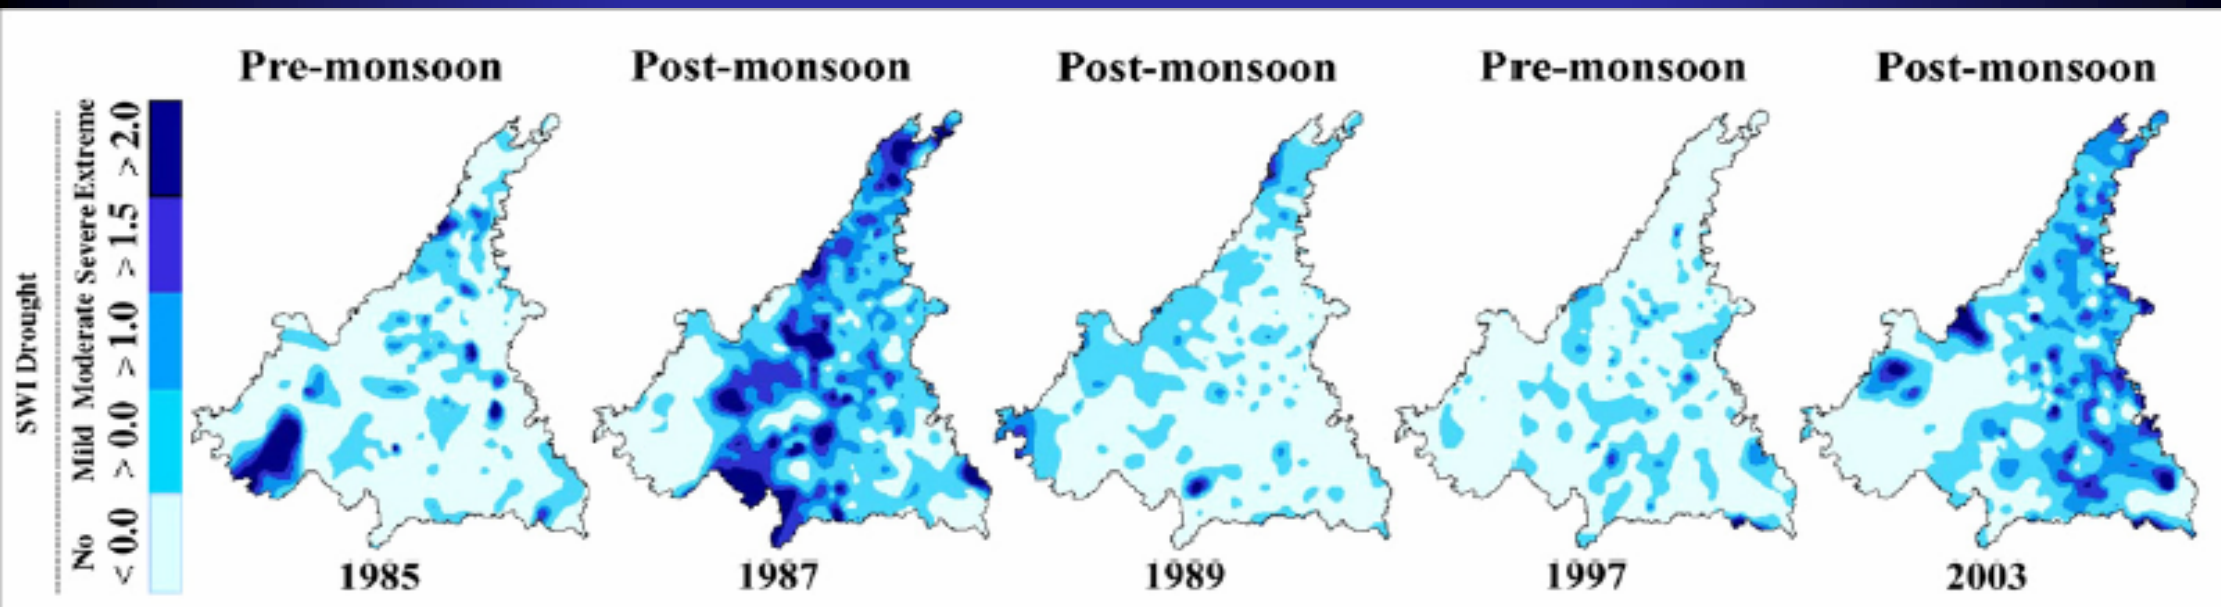 Pre-monsoon
Post-monsoon
Post-monsoon
Pre-monsoon
Post-monsoon
SWI Drought
No Mild Moderate Severe Extreme
< 0.0 > 0.0 > 1.0 > 1.5 > 2.0
1985
1987
1989
1997
2003